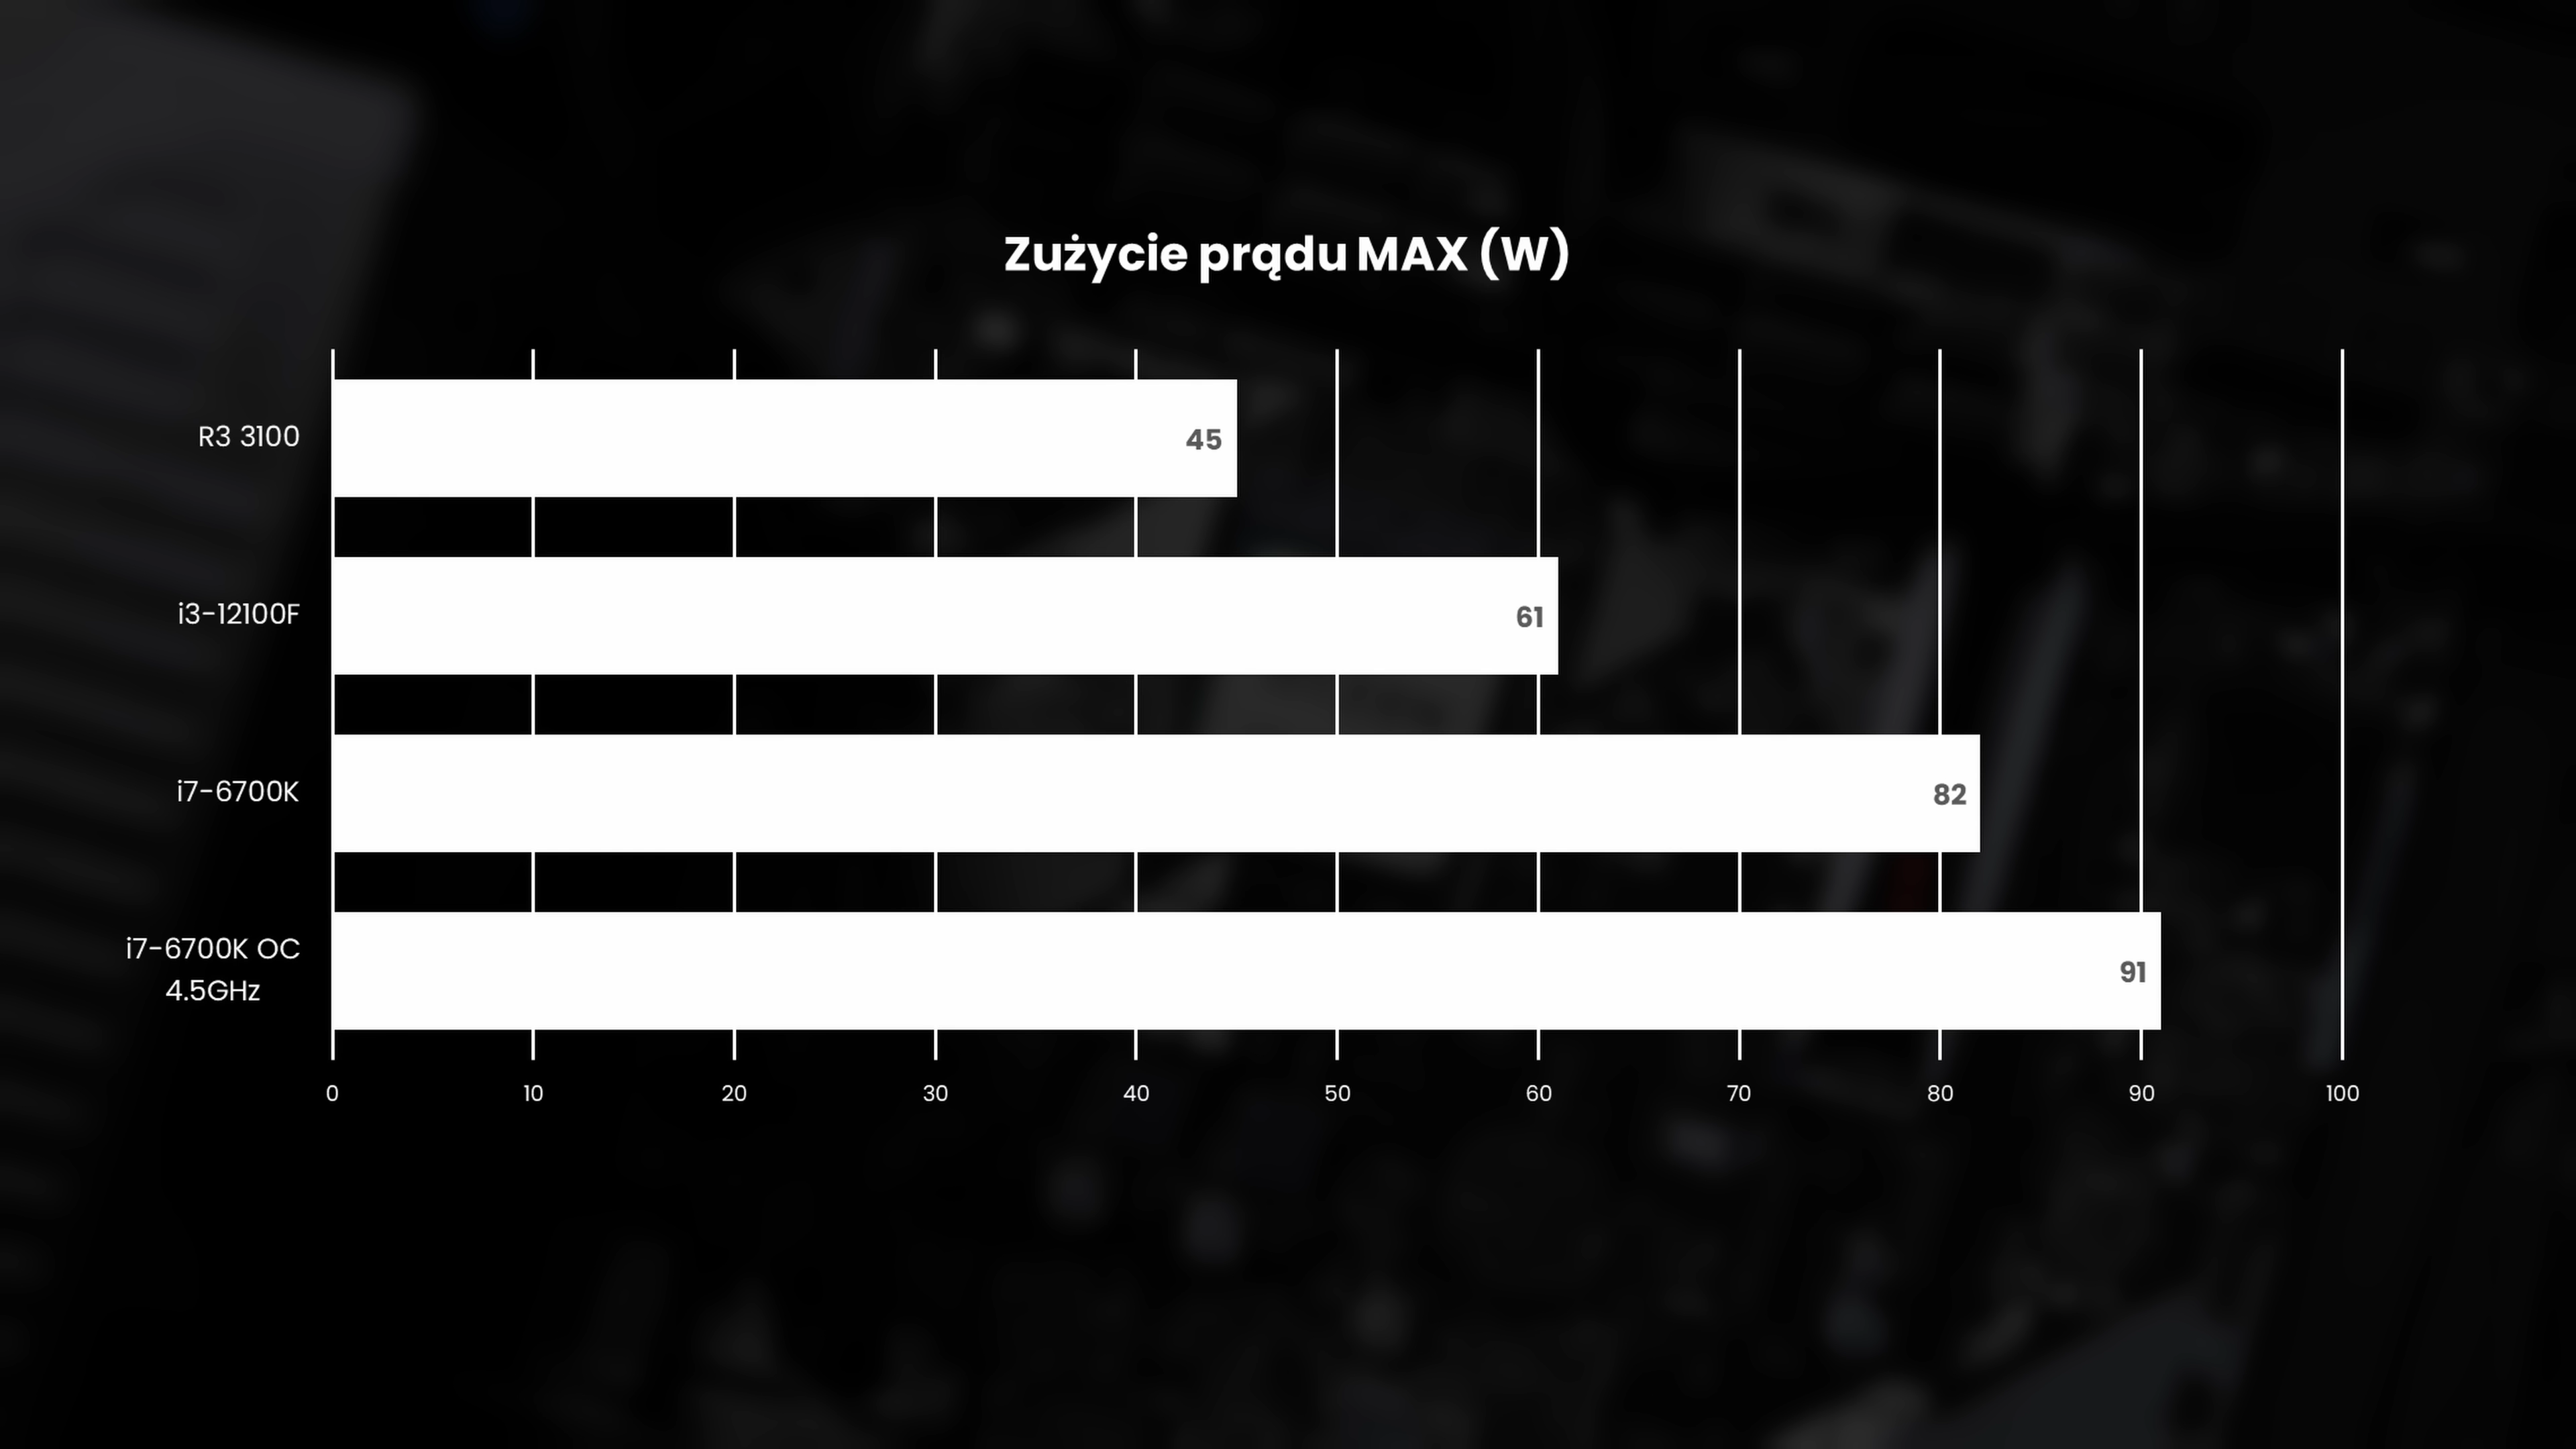 Zużycie prądu MAX (W)
R3 3100
45
i3-12100F
61
i7-6700K
82
i7-6700K OC
4.5GHz
91
0 10 20 30 40 50 60 70 80 90 100